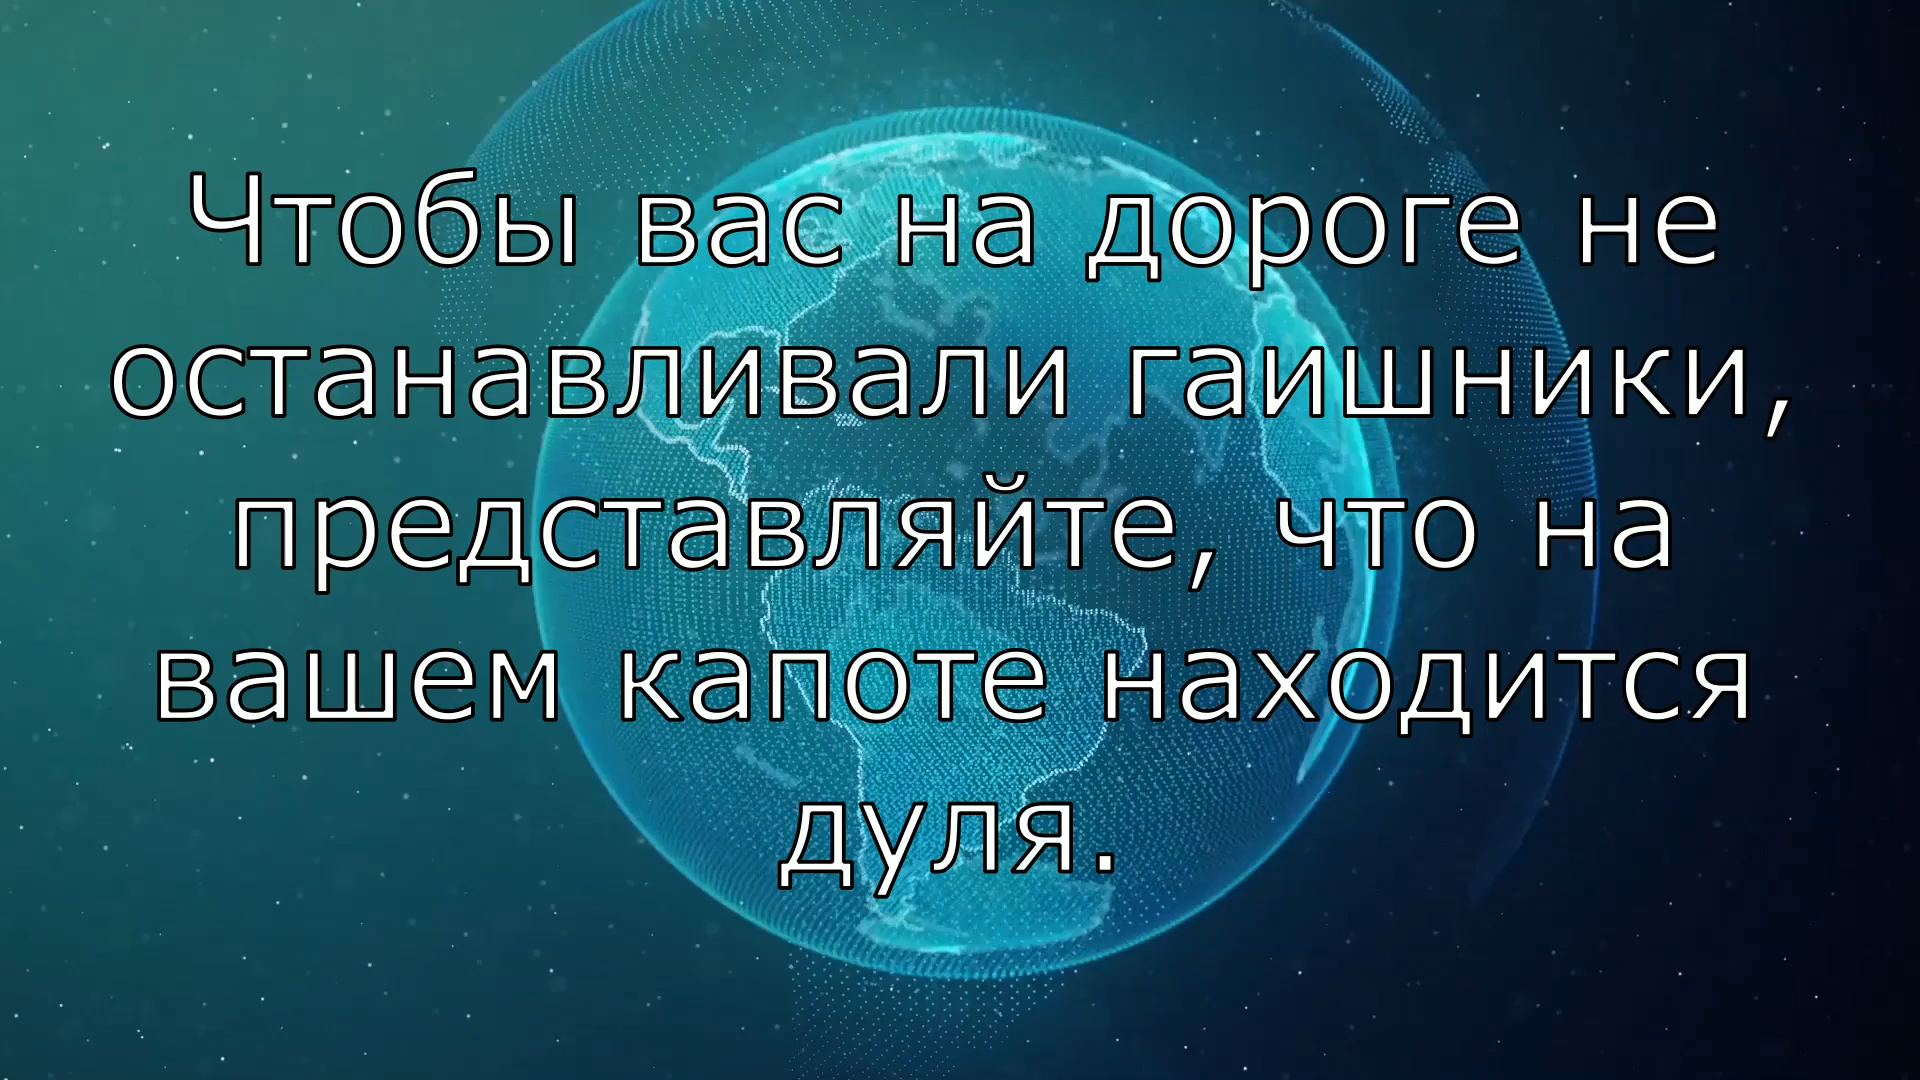 Чтобы вас на дороге не
останавливали гаишники,
представляйте, что на
вашем капоте находится
дуля.